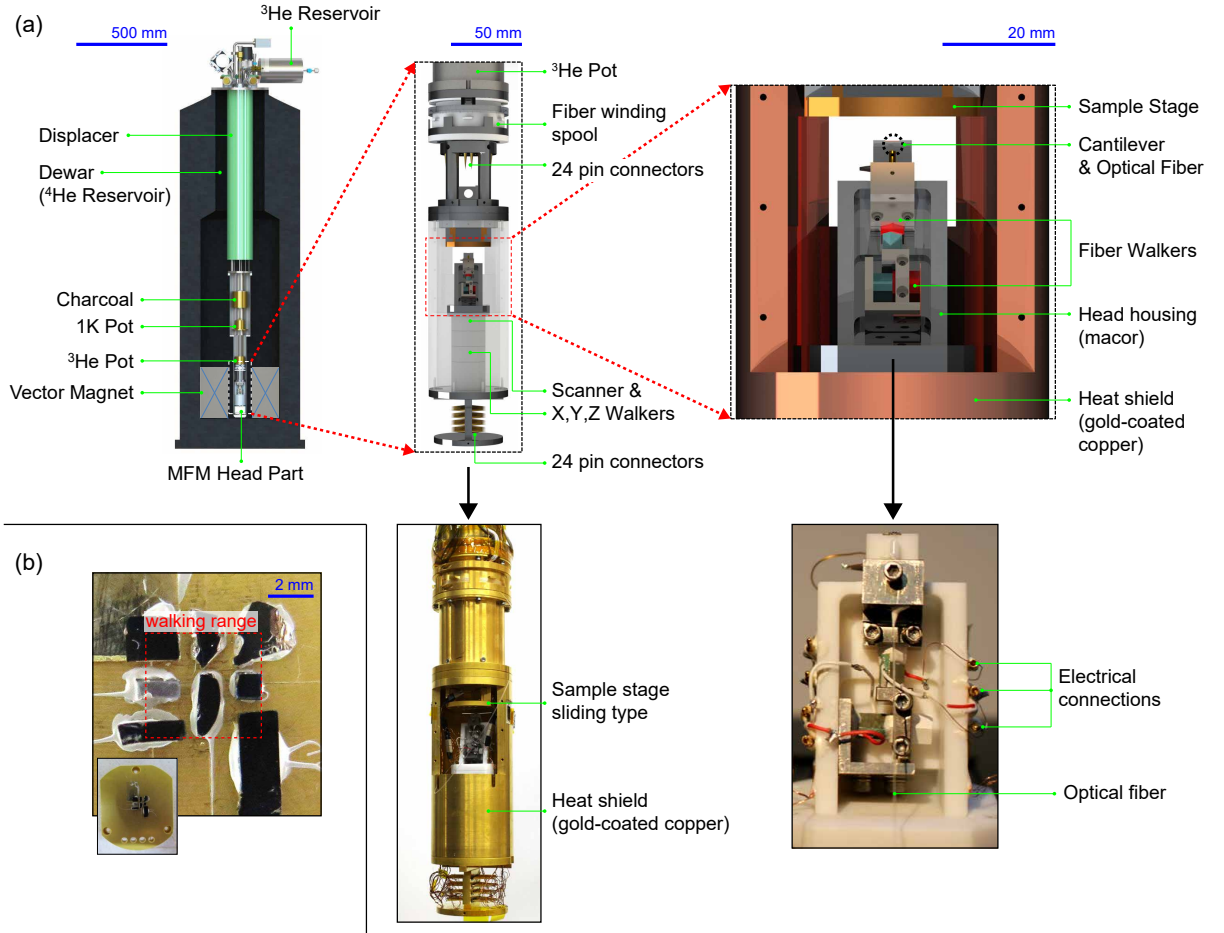 (a)
500 mm
³He Reservoir
Displacer
Dewar
(⁴He Reservoir)
Charcoal
1K Pot
³He Pot
Vector Magnet
MFM Head Part
50 mm
³He Pot
Fiber winding
spool
24 pin connectors
Scanner &
X,Y,Z Walkers
24 pin connectors
20 mm
Sample Stage
Cantilever
& Optical Fiber
Fiber Walkers
Head housing
(macor)
Heat shield
(gold-coated
copper)
(b)
2 mm
walking range
Sample stage
sliding type
Heat shield
(gold-coated copper)
Electrical
connections
Optical fiber